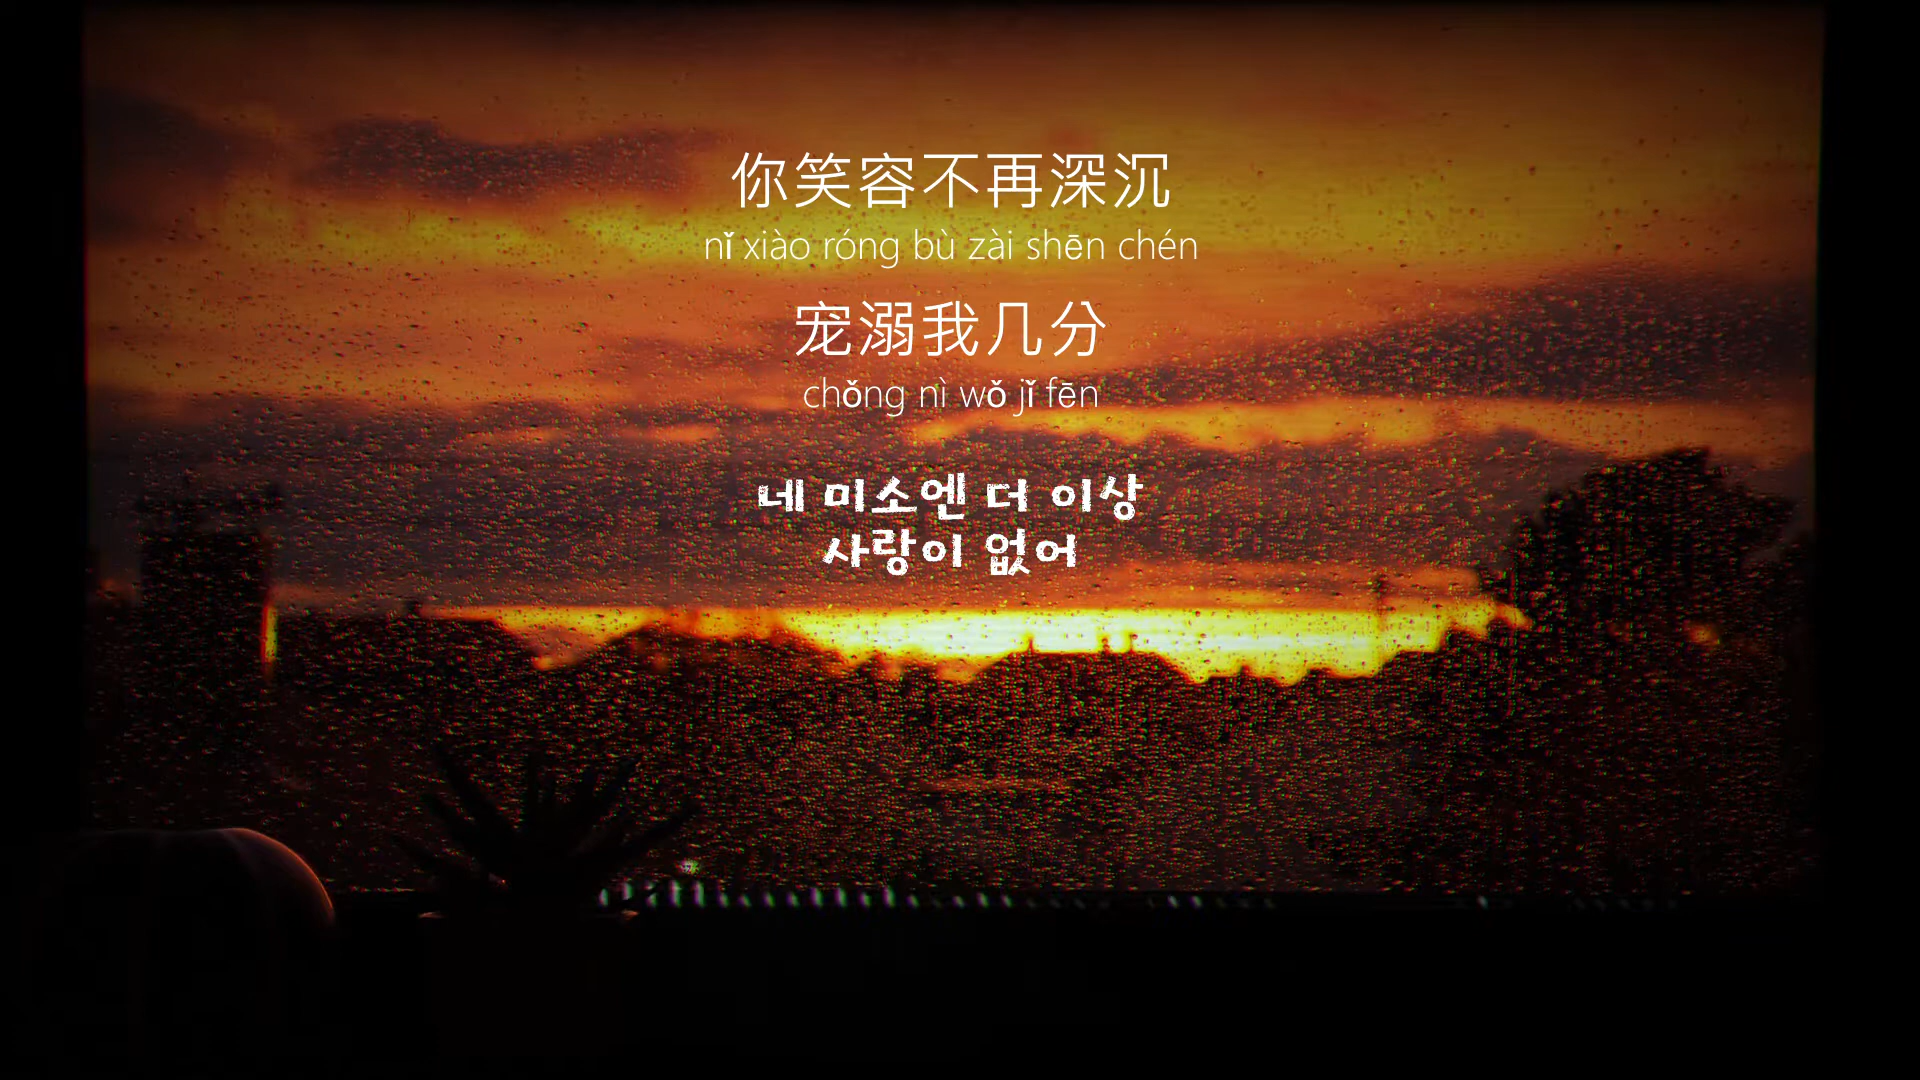 你笑容不再深沉
nǐ xiào róng bù zài shēn chén
宠溺我几分
chǒng nì wǒ jǐ fēn
네 미소엔 더 이상
사랑이 없어